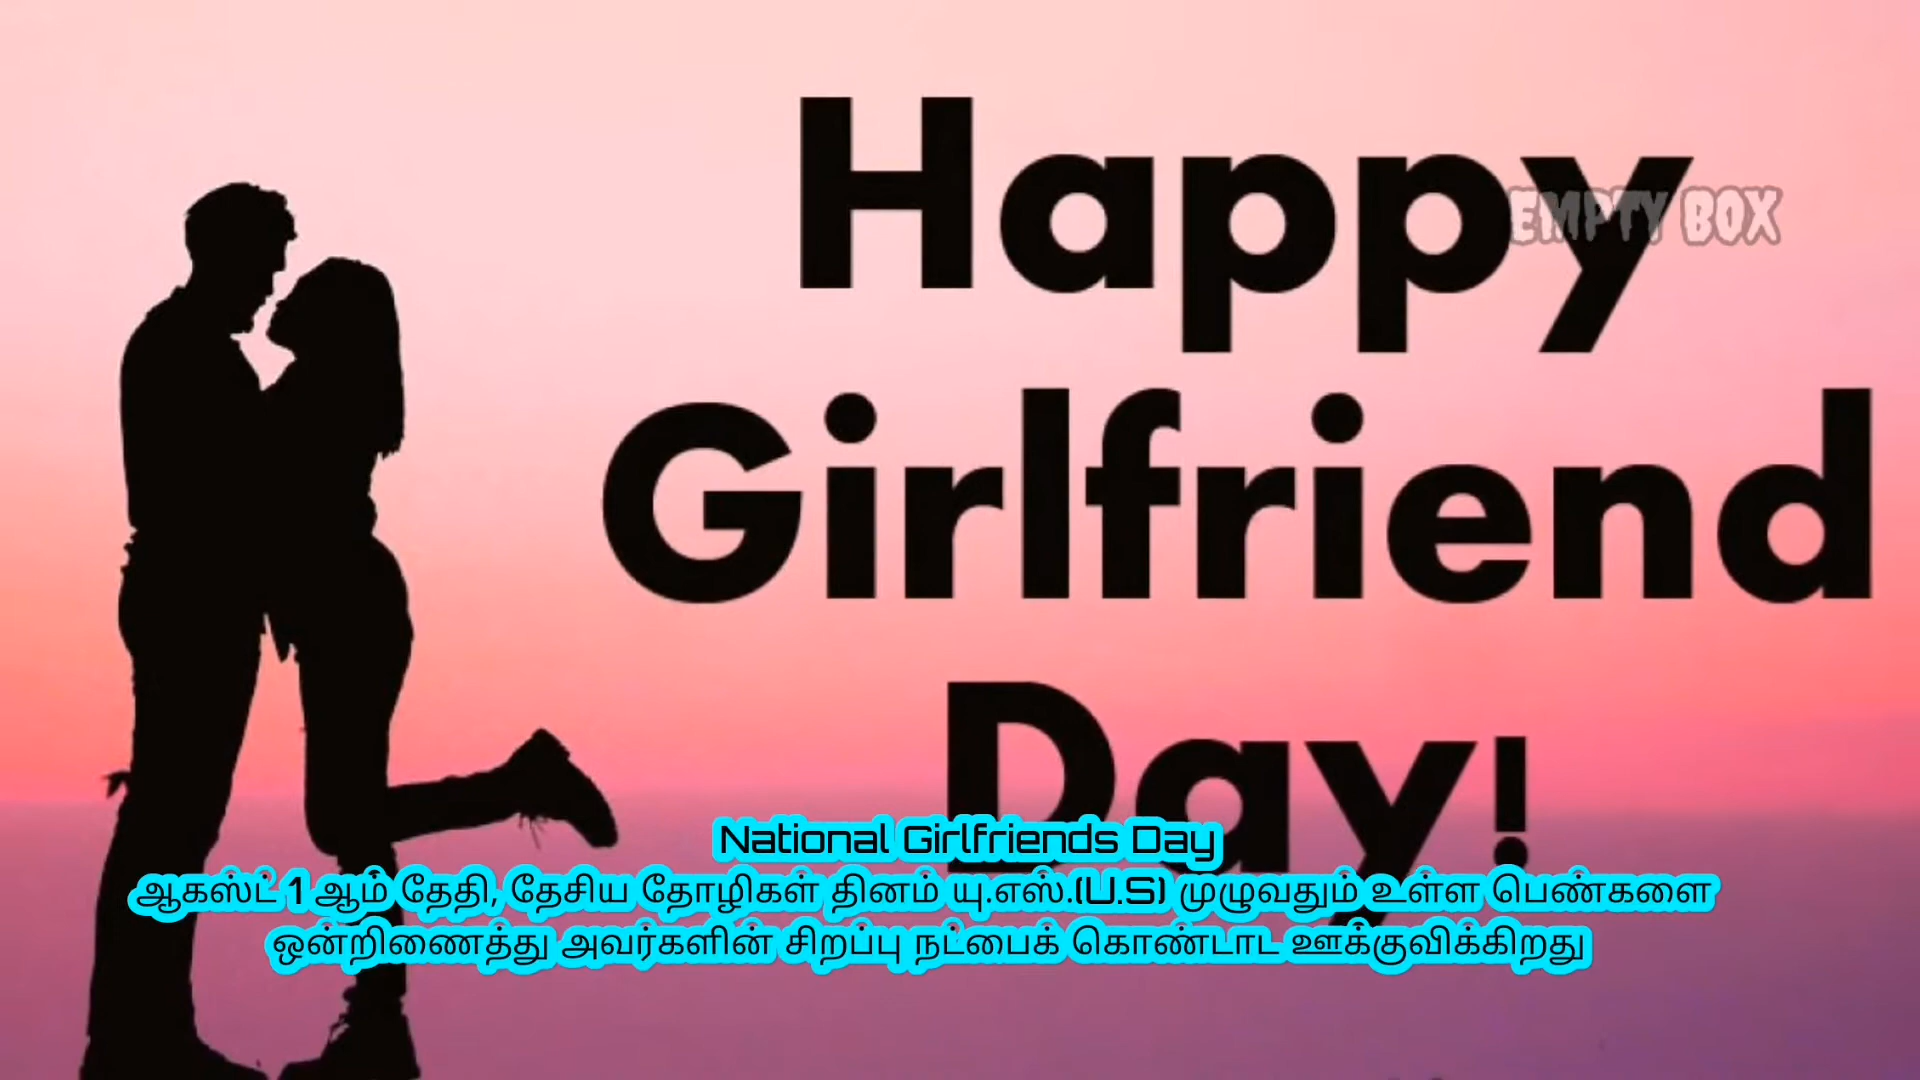 Happy
EMPTY BOX
Girlfriend
Day!
National Girlfriends Day
ஆகஸ்ட் 1 ஆம் தேதி, தேசிய தோழிகள் தினம் யு.எஸ்.(U.S) முழுவதும் உள்ள பெண்களை
ஒன்றிணைத்து அவர்களின் சிறப்பு நட்பைக் கொண்டாட ஊக்குவிக்கிறது